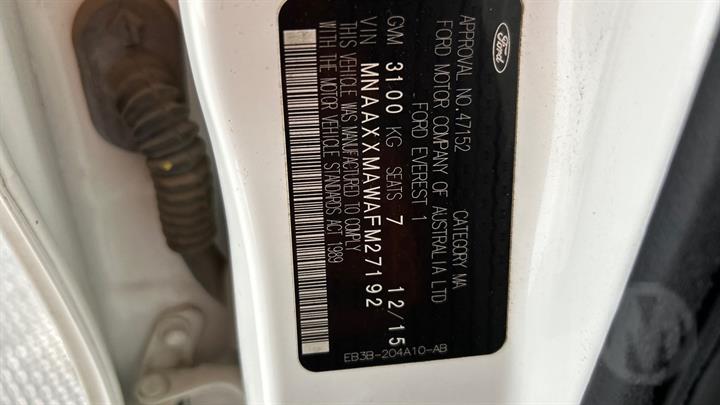 Ford
APPROVAL NO.47152 CATEGORY MA
FORD MOTOR COMPANY OF AUSTRALIA LTD
FORD EVEREST 1
GVM 3100 KG SEATS 7 12/15
VIN MNAAXXMAWAFM27192
THIS VEHICLE WAS MANUFACTURED TO COMPLY
WITH THE MOTOR VEHICLE STANDARDS ACT 1989
EB3B-204A10-AB
M